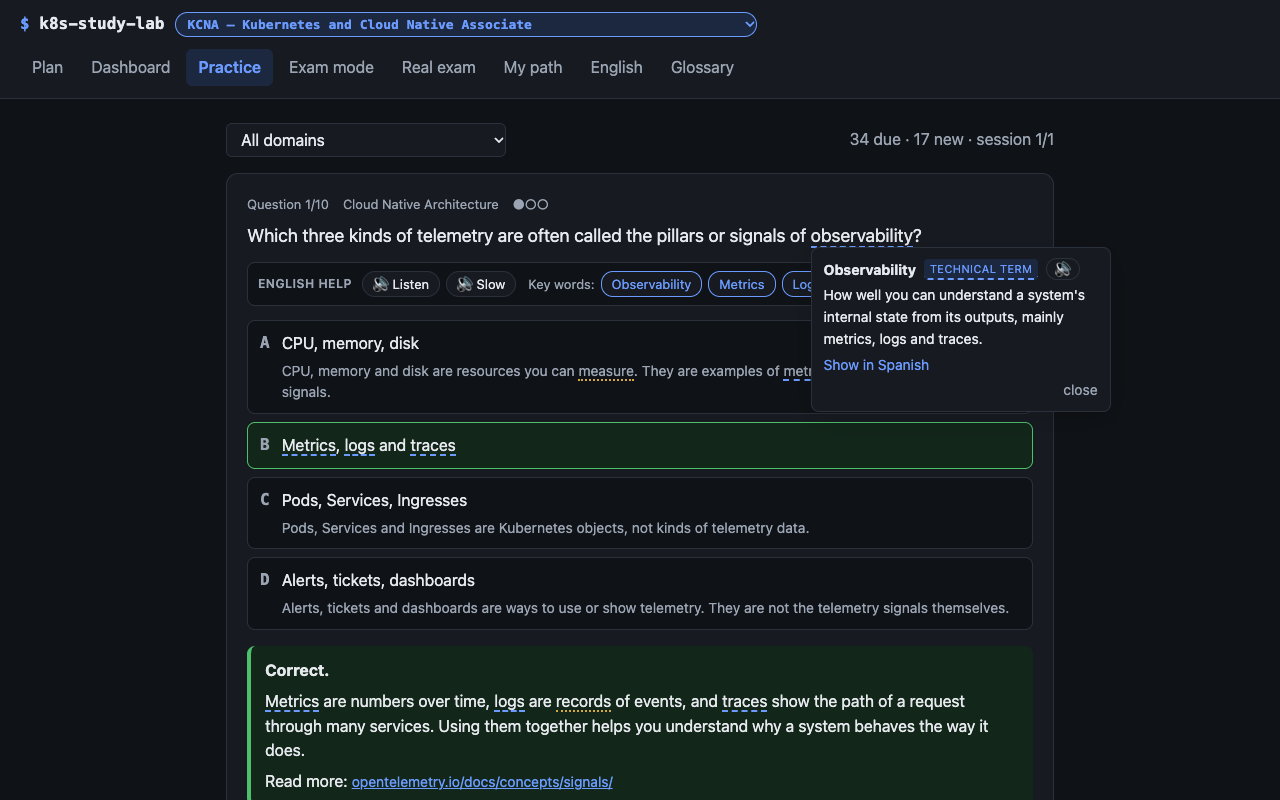 $ k8s-study-lab
KCNA — Kubernetes and Cloud Native Associate
Plan Dashboard Practice Exam mode Real exam My path English Glossary
All domains
34 due · 17 new · session 1/1
Question 1/10 Cloud Native Architecture
Which three kinds of telemetry are often called the pillars or signals of observability?
ENGLISH HELP Listen Slow Key words: Observability Metrics
Observability TECHNICAL TERM
How well you can understand a system's
internal state from its outputs, mainly
metrics, logs and traces.
Show in Spanish
close
A CPU, memory, disk
CPU, memory and disk are resources you can measure. They are examples of
signals.
B Metrics, logs and traces
C Pods, Services, Ingresses
Pods, Services and Ingresses are Kubernetes objects, not kinds of telemetry data.
D Alerts, tickets, dashboards
Alerts, tickets and dashboards are ways to use or show telemetry. They are not the telemetry signals themselves.
Correct.
Metrics are numbers over time, logs are records of events, and traces show the path of a request
through many services. Using them together helps you understand why a system behaves the way it
does.
Read more: opentelemetry.io/docs/concepts/signals/